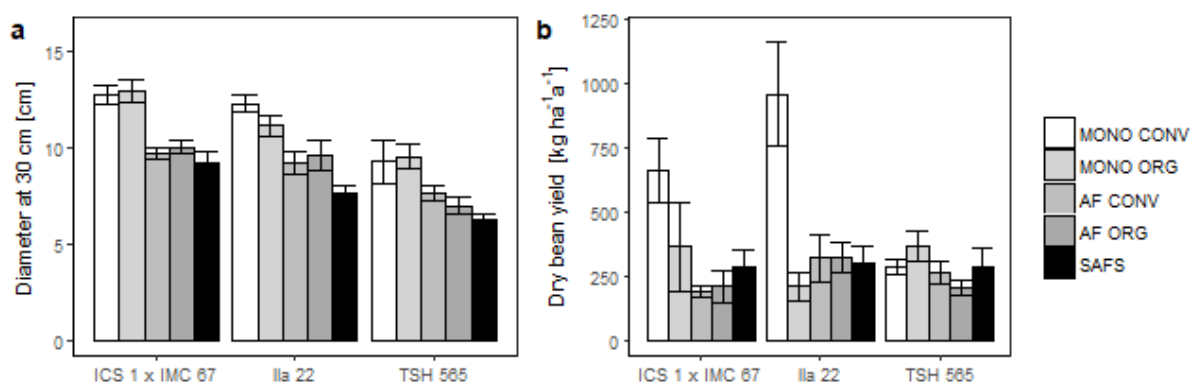 a
Diameter at 30 cm [cm]
15
10
5
0
ICS 1 x IMC 67
IIa 22
TSH 565
b
Dry bean yield [kg ha⁻¹a⁻¹]
1250
1000
750
500
250
0
ICS 1 x IMC 67
IIa 22
TSH 565
MONO CONV
MONO ORG
AF CONV
AF ORG
SAFS